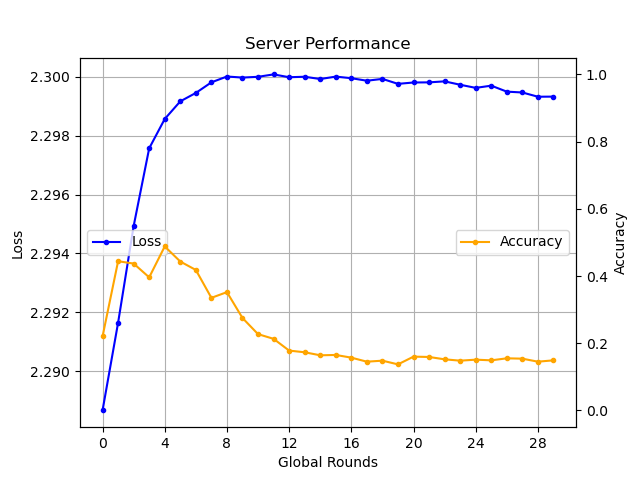 Server Performance
2.300
2.298
2.296
2.294
2.292
2.290
Loss
Loss
Accuracy
1.0
0.8
0.6
0.4
0.2
0.0
Accuracy
0 4 8 12 16 20 24 28
Global Rounds